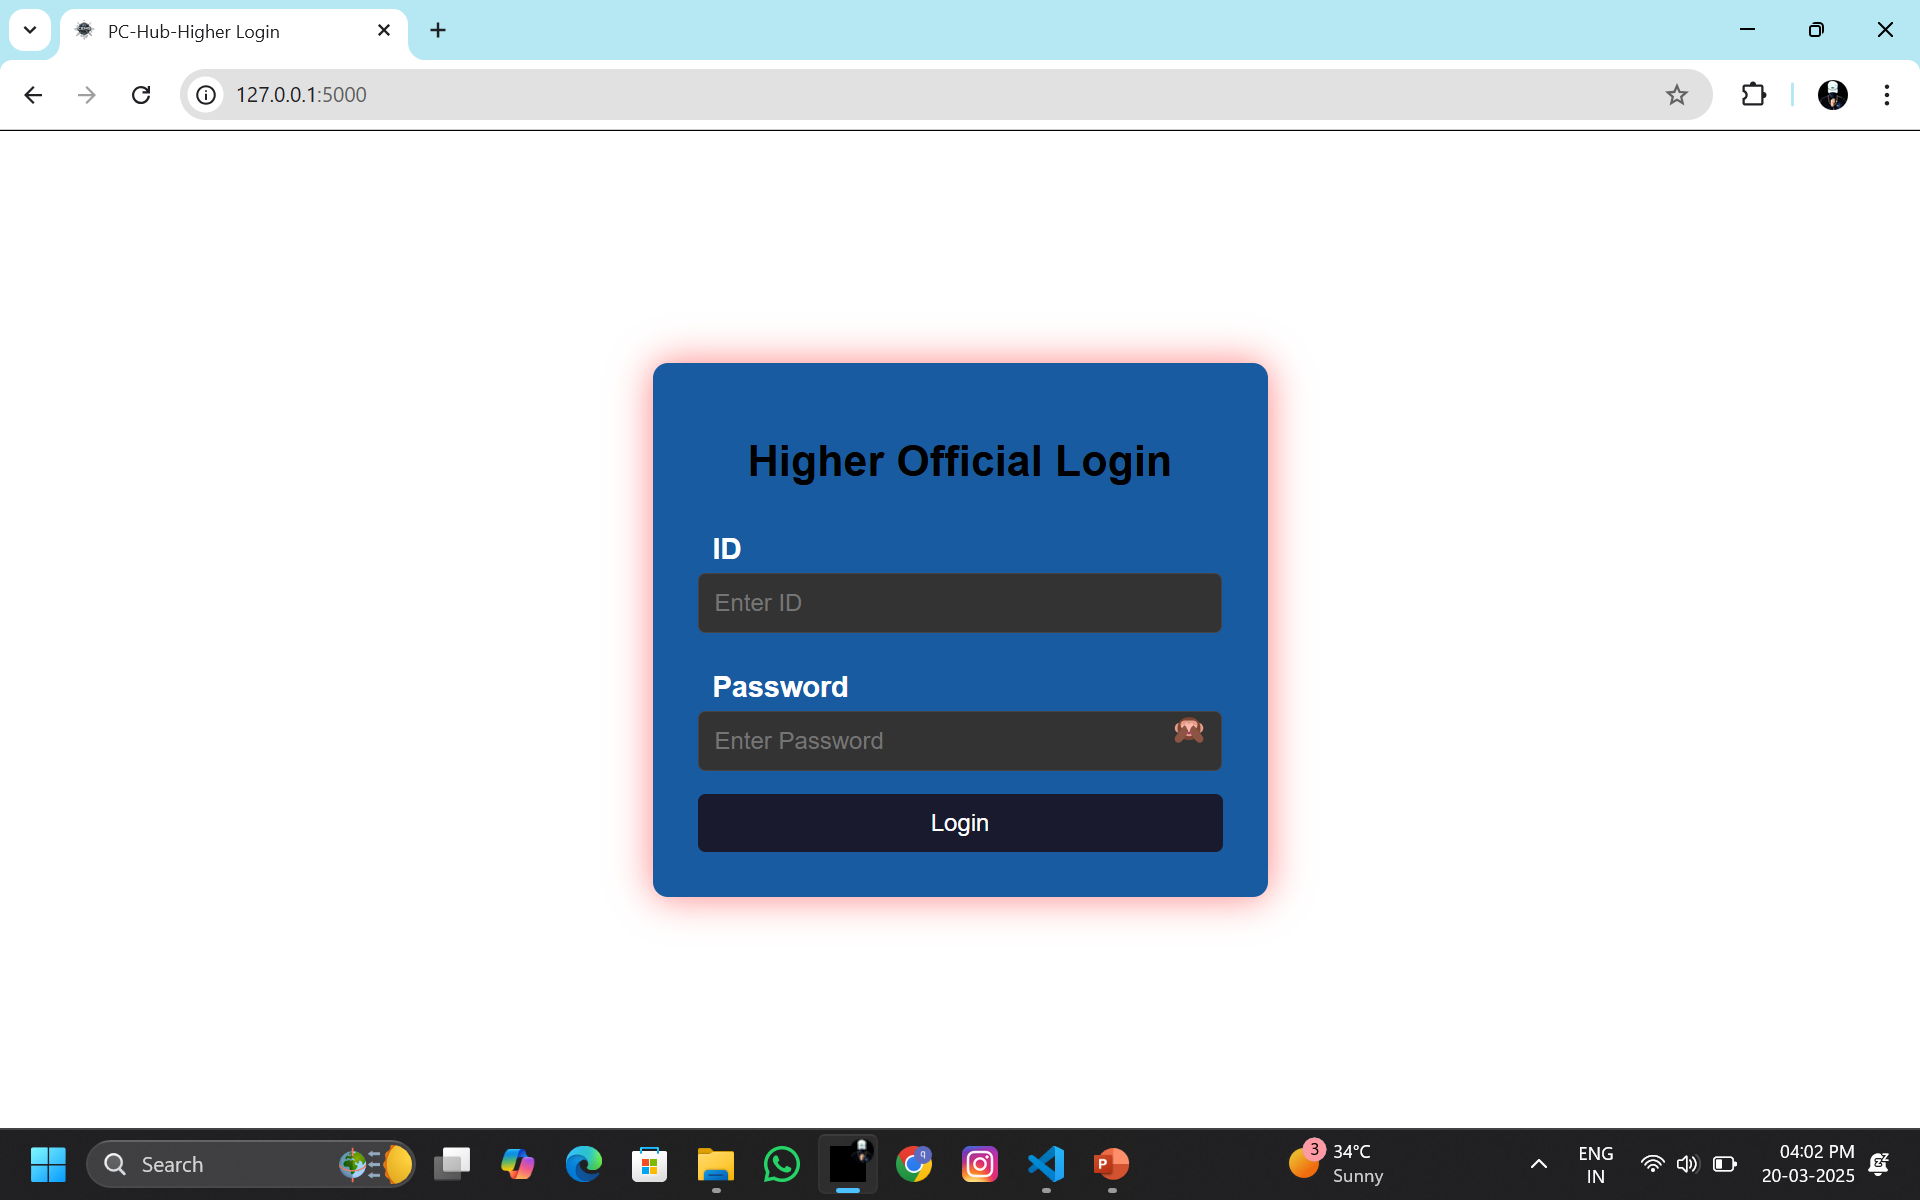 PC-Hub-Higher Login
127.0.0.1:5000
Higher Official Login
ID
Enter ID
Password
Enter Password
Login
Search
3
34°C
Sunny
ENG
IN
04:02 PM
20-03-2025